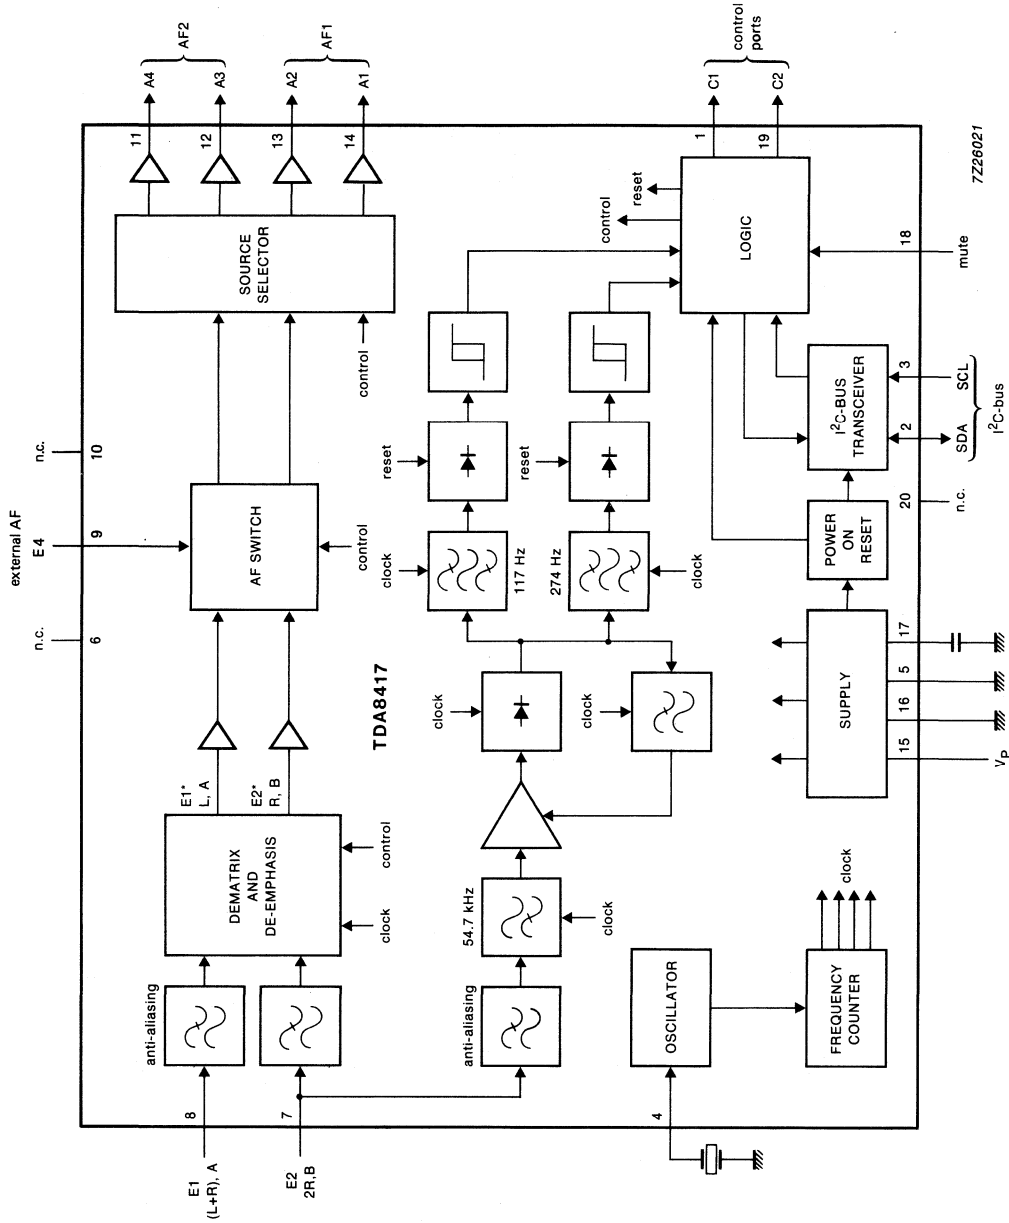 E1
(L+R), A
8
anti-aliasing
E2
2R,B
7
DEMATRIX
AND
DE-EMPHASIS
clock
control
E1*
L, A
E2*
R, B
n.c.
6
external AF
E4
9
n.c.
10
AF SWITCH
control
SOURCE
SELECTOR
control
11
12
13
14
A4
A3
A2
A1
AF2
AF1
TDA8417
anti-aliasing
54.7 kHz
clock
clock
clock
clock
117 Hz
reset
274 Hz
clock
reset
control
reset
LOGIC
1
19
C1
C2
control
ports
4
OSCILLATOR
FREQUENCY
COUNTER
clock
SUPPLY
15
16
5
17
VP
POWER
ON
RESET
20
n.c.
I2C-BUS
TRANSCEIVER
2
3
SDA
SCL
I2C-bus
18
mute
7Z26021